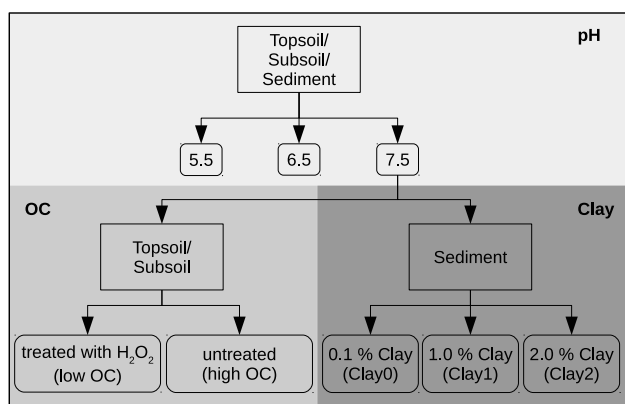 pH
Topsoil/
Subsoil/
Sediment
5.5
6.5
7.5
OC
Clay
Topsoil/
Subsoil
Sediment
treated with H₂O₂
(low OC)
untreated
(high OC)
0.1 % Clay
(Clay0)
1.0 % Clay
(Clay1)
2.0 % Clay
(Clay2)